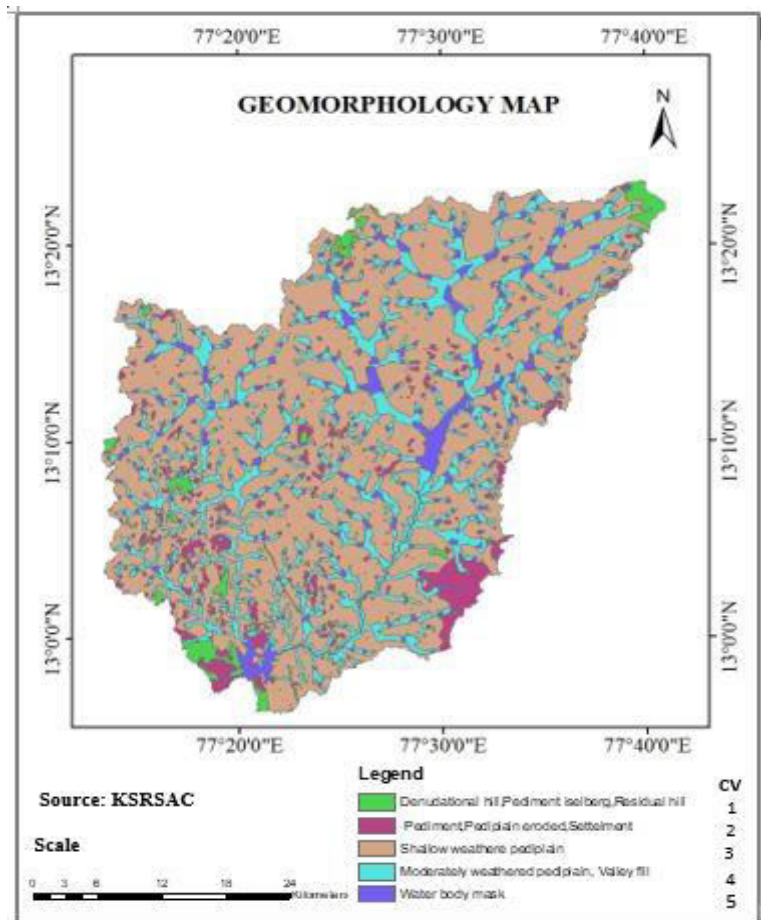 77°20'0"E 77°30'0"E 77°40'0"E
GEOMORPHOLOGY MAP
N
13°20'0"N 13°20'0"N
13°10'0"N 13°10'0"N
13°0'0"N 13°0'0"N
77°20'0"E 77°30'0"E 77°40'0"E
Legend
CV
Source: KSRSAC
Denudational hill,Pediment iselberg,Residual hill 1
Pediment,Pediplain eroded,Settelment 2
Scale
Shallow weathere pediplain 3
Moderately weathered pediplain, Valley fill 4
0 3 6 12 18 24 Kilometers
Water body mask 5